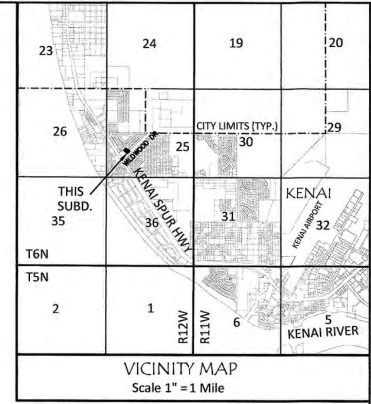 23
24
19
20
CITY LIMITS (TYP.)
29
26
WILDWOOD DR
25
30
THIS
SUBD.
KENAI SPUR HWY
KENAI
35
36
31
KENAI AIRPORT
32
T6N
T5N
2
1
R12W
R11W
6
5
KENAI RIVER
VICINITY MAP
Scale 1" = 1 Mile